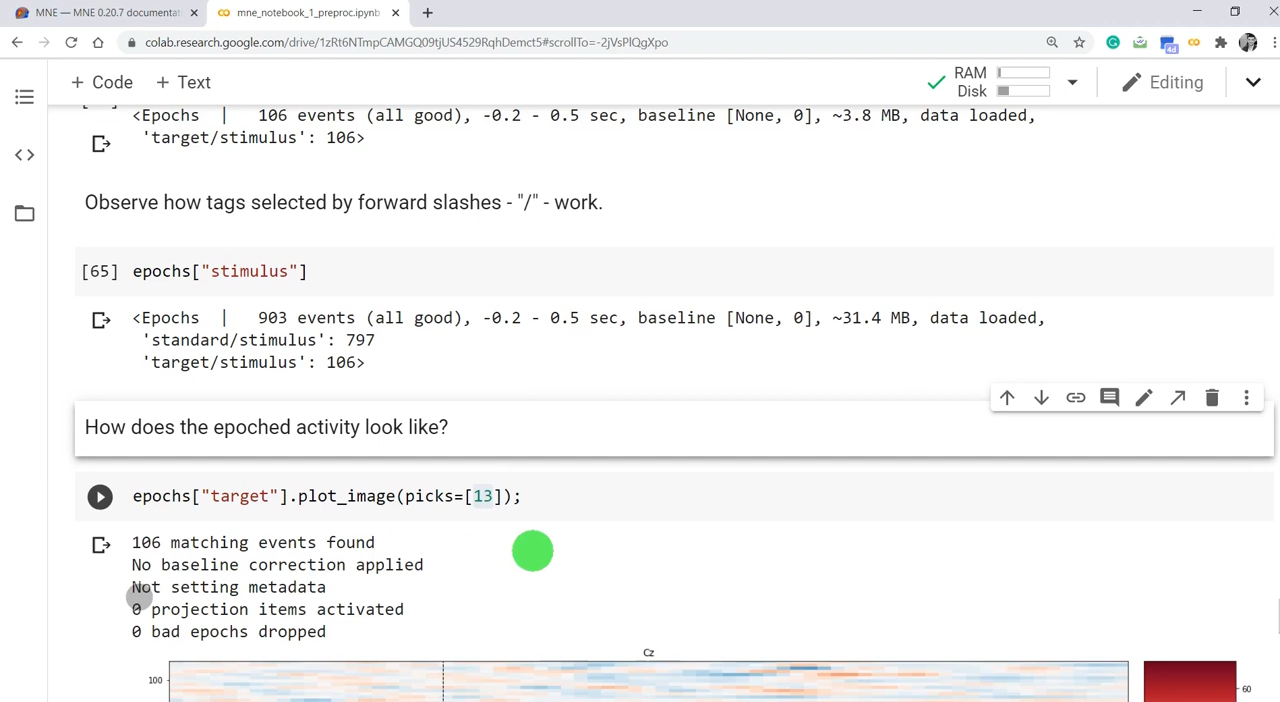 MNE — MNE 0.20.7 documentat
mne_notebook_1_preproc.ipynb
colab.research.google.com/drive/1zRt6NTmpCAMGQ09tjUS4529RqhDemct5#scrollTo=-2jVsPlQgXpo
4d
+ Code + Text
RAM
Disk
Editing
<Epochs | 106 events (all good), -0.2 - 0.5 sec, baseline [None, 0], ~3.8 MB, data loaded,
'target/stimulus': 106>
Observe how tags selected by forward slashes - "/" - work.
[65] epochs["stimulus"]
<Epochs | 903 events (all good), -0.2 - 0.5 sec, baseline [None, 0], ~31.4 MB, data loaded,
'standard/stimulus': 797
'target/stimulus': 106>
How does the epoched activity look like?
epochs["target"].plot_image(picks=[13]);
106 matching events found
No baseline correction applied
Not setting metadata
0 projection items activated
0 bad epochs dropped
Cz
100
60